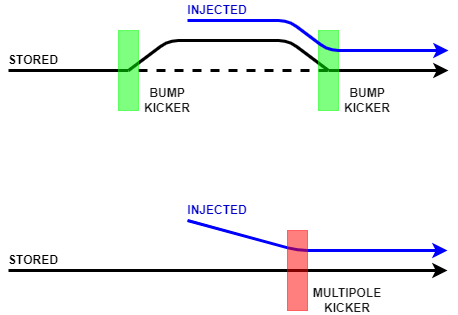 INJECTED
STORED
BUMP
KICKER
BUMP
KICKER
INJECTED
STORED
MULTIPOLE
KICKER